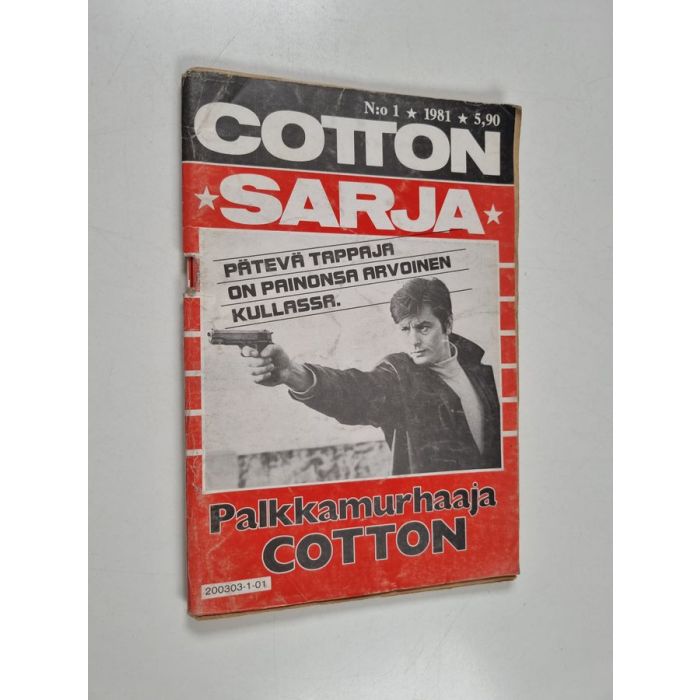 N:o 1 ★ 1981 ★ 5,90
COTTON
★SARJA★
PÄTEVÄ TAPPAJA
ON PAINONSA ARVOINEN
KULLASSA.
Palkkamurhaaja
COTTON
200303-1-01